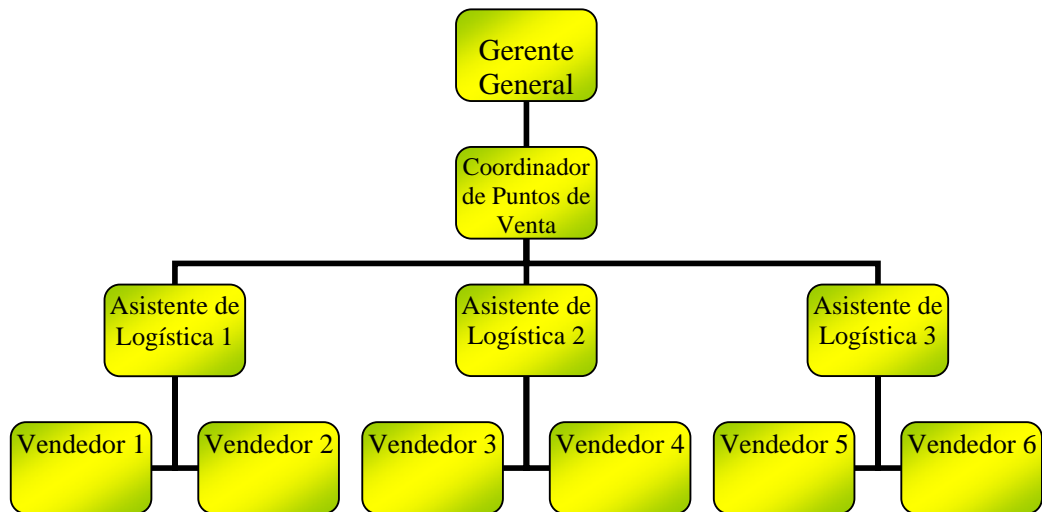 Gerente
General
Coordinador
de Puntos de
Venta
Asistente de
Logística 1
Asistente de
Logística 2
Asistente de
Logística 3
Vendedor 1
Vendedor 2
Vendedor 3
Vendedor 4
Vendedor 5
Vendedor 6